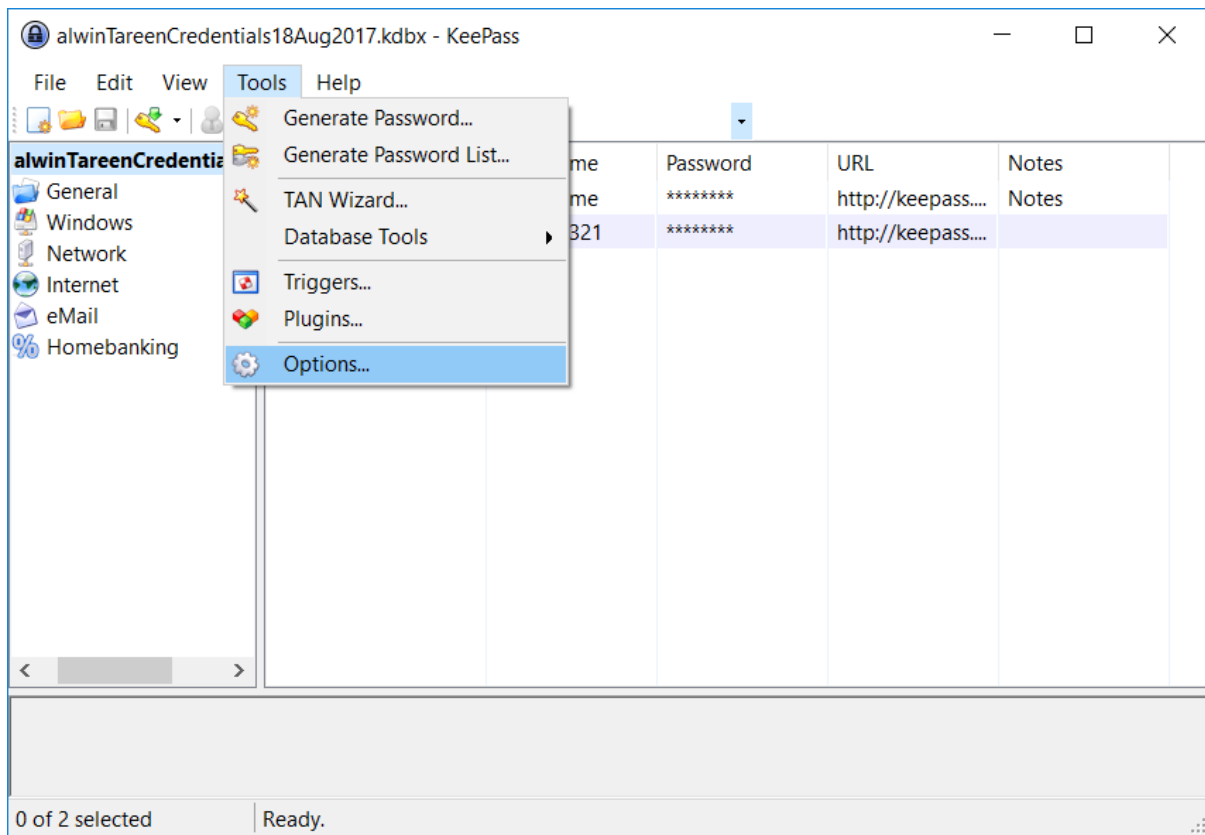 alwinTareenCredentials18Aug2017.kdbx - KeePass
File Edit View Tools Help
Generate Password...
Generate Password List...
TAN Wizard...
Database Tools
Triggers...
Plugins...
Options...
alwinTareenCredentia
General
Windows
Network
Internet
eMail
Homebanking
me Password URL Notes
me ******** http://keepass.... Notes
321 ******** http://keepass....
0 of 2 selected Ready.